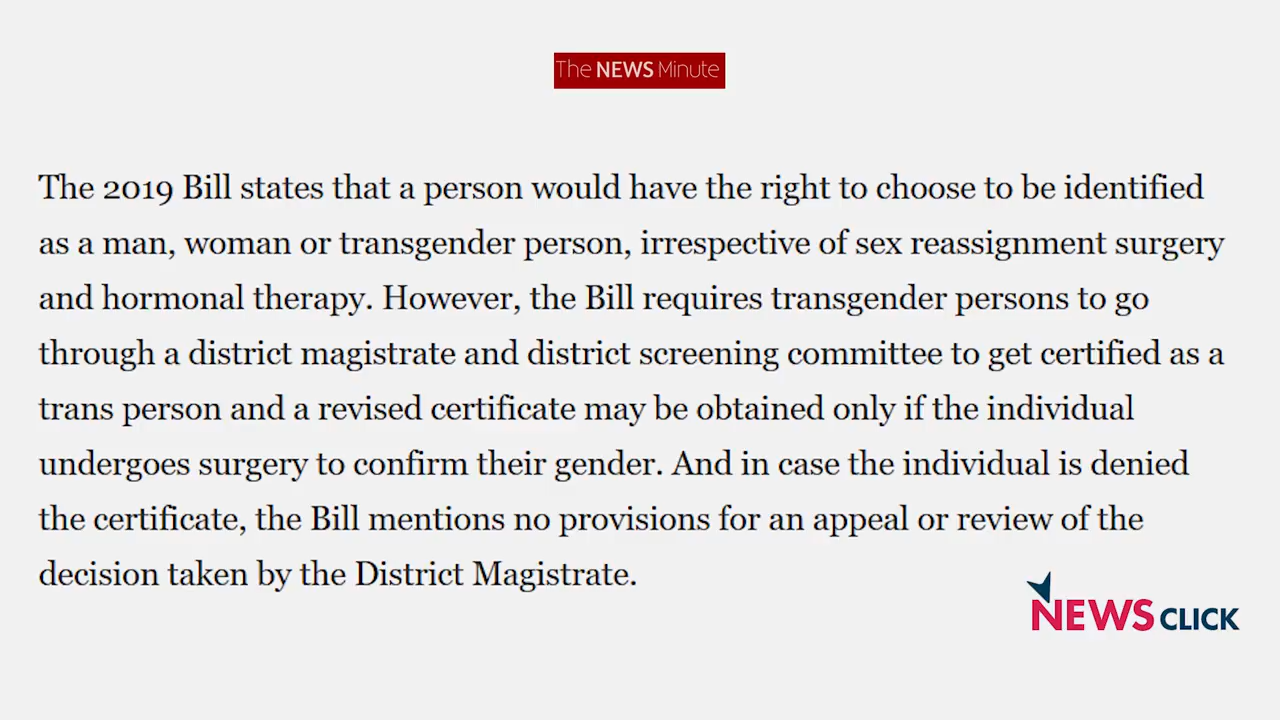 The NEWS Minute
The 2019 Bill states that a person would have the right to choose to be identified
as a man, woman or transgender person, irrespective of sex reassignment surgery
and hormonal therapy. However, the Bill requires transgender persons to go
through a district magistrate and district screening committee to get certified as a
trans person and a revised certificate may be obtained only if the individual
undergoes surgery to confirm their gender. And in case the individual is denied
the certificate, the Bill mentions no provisions for an appeal or review of the
decision taken by the District Magistrate.
NEWS CLICK